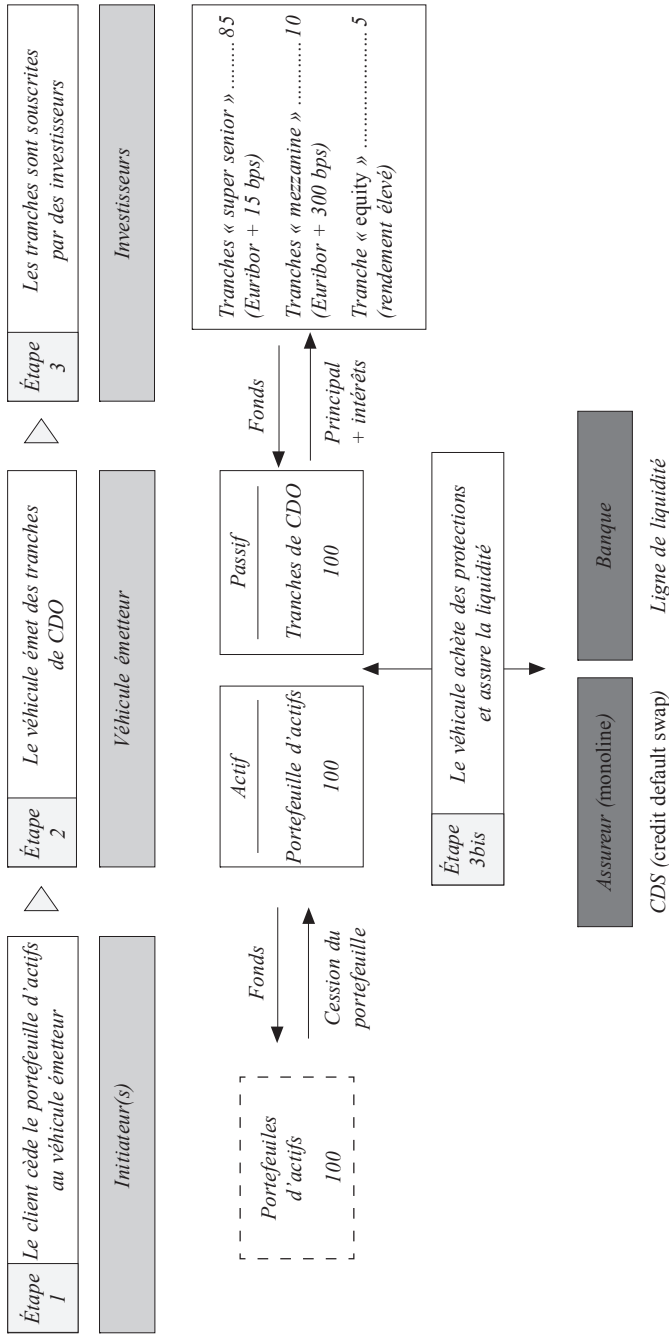 Étape
1
Le client cède le portefeuille d'actifs
au véhicule émetteur
Étape
2
Le véhicule émet des tranches
de CDO
Étape
3
Les tranches sont souscrites
par des investisseurs
Initiateur(s)
Véhicule émetteur
Investisseurs
Portefeuiles
d'actifs
100
Fonds
Cession du
portefeuille
Actif
Portefeuille d'actifs
100
Passif
Tranches de CDO
100
Fonds
Principal
+ intérêts
Tranches « super senior » ......... 85
(Euribor + 15 bps)
Tranches « mezzanine » ............ 10
(Euribor + 300 bps)
Tranche « equity » ..................... 5
(rendement élevé)
Étape
3bis
Le véhicule achète des protections
et assure la liquidité
Assureur (monoline)
Banque
CDS (credit default swap)
Ligne de liquidité